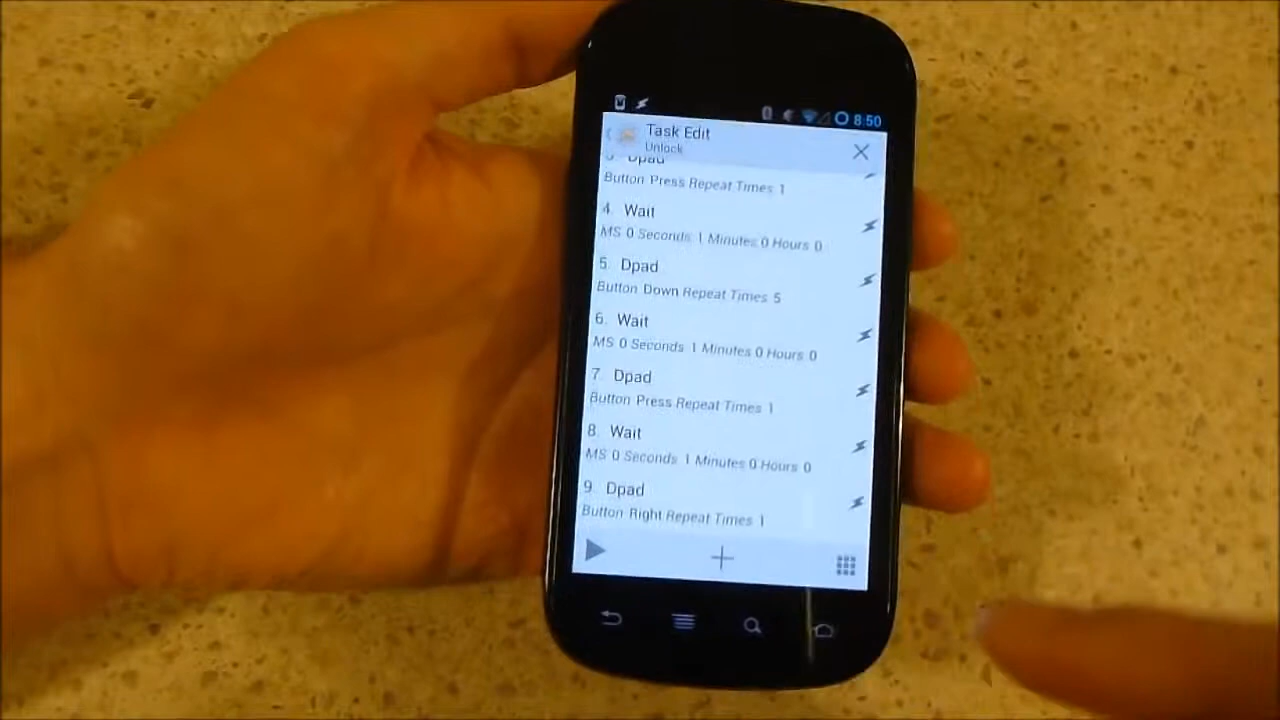 8:50
Task Edit
Unlock
Dpad
Button Press Repeat Times 1
4. Wait
MS 0 Seconds 1 Minutes 0 Hours 0
5. Dpad
Button Down Repeat Times 5
6. Wait
MS 0 Seconds 1 Minutes 0 Hours 0
7. Dpad
Button Press Repeat Times 1
8. Wait
MS 0 Seconds 1 Minutes 0 Hours 0
9. Dpad
Button Right Repeat Times 1